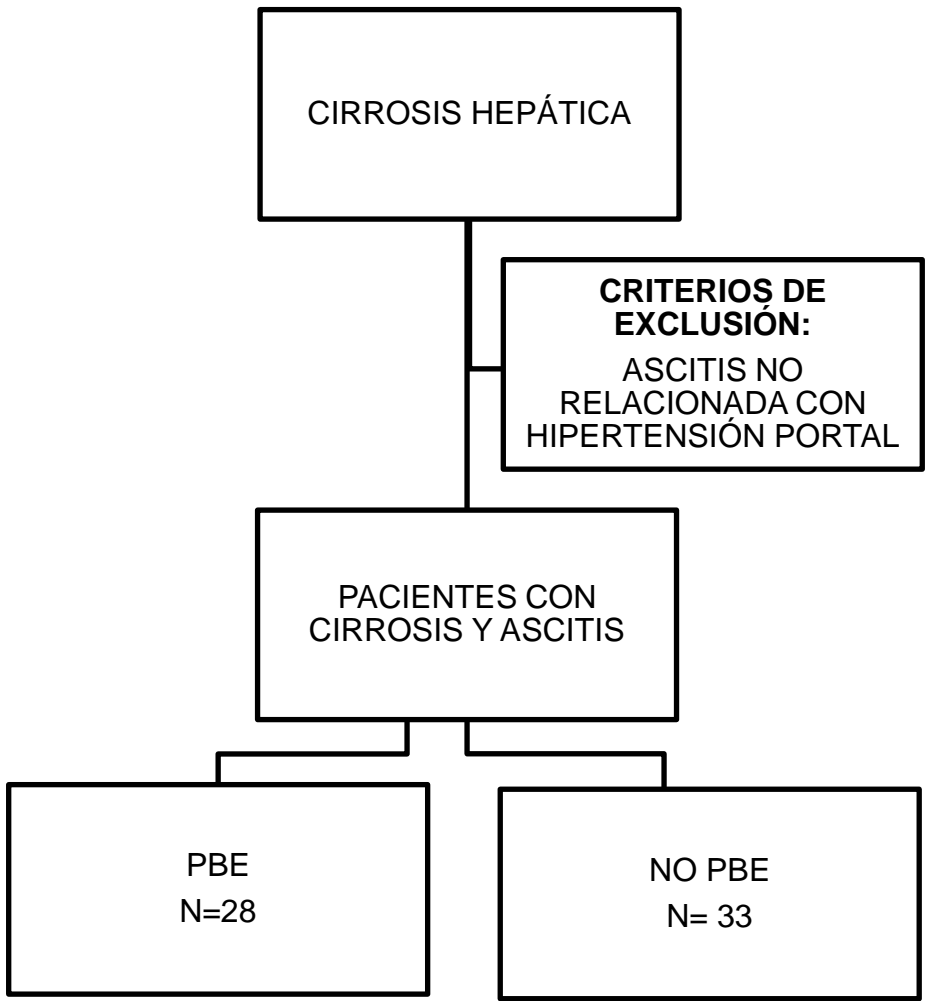 CIRROSIS HEPÁTICA
CRITERIOS DE
EXCLUSIÓN:
ASCITIS NO
RELACIONADA CON
HIPERTENSIÓN PORTAL
PACIENTES CON
CIRROSIS Y ASCITIS
PBE
N=28
NO PBE
N= 33